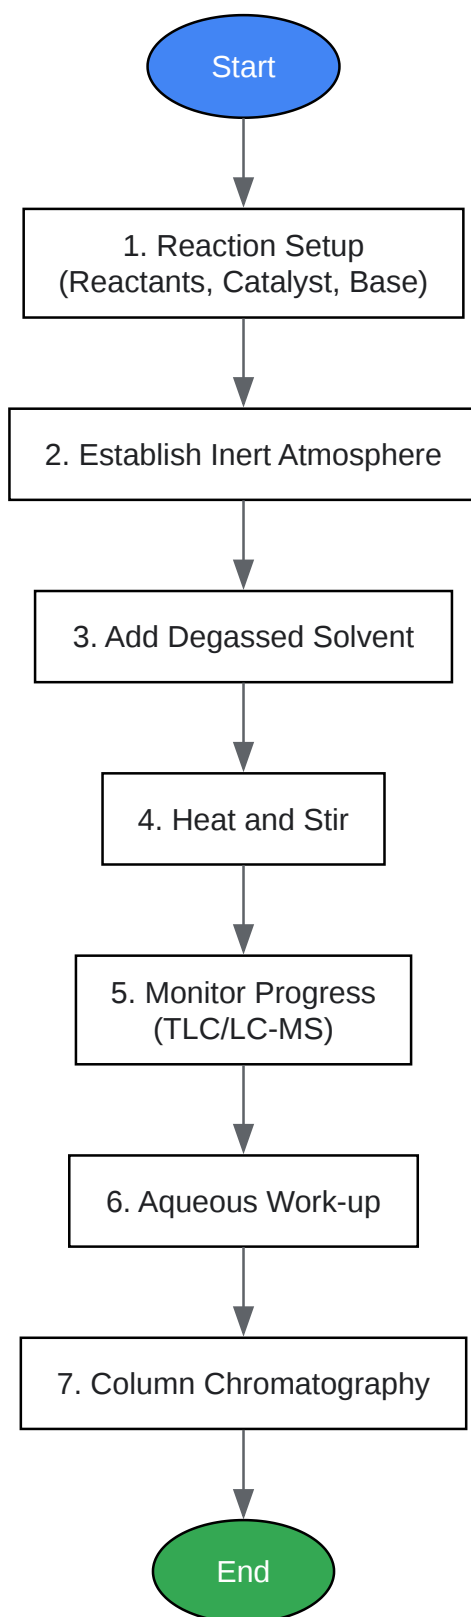 Start
1. Reaction Setup
(Reactants, Catalyst, Base)
2. Establish Inert Atmosphere
3. Add Degassed Solvent
4. Heat and Stir
5. Monitor Progress
(TLC/LC-MS)
6. Aqueous Work-up
7. Column Chromatography
End